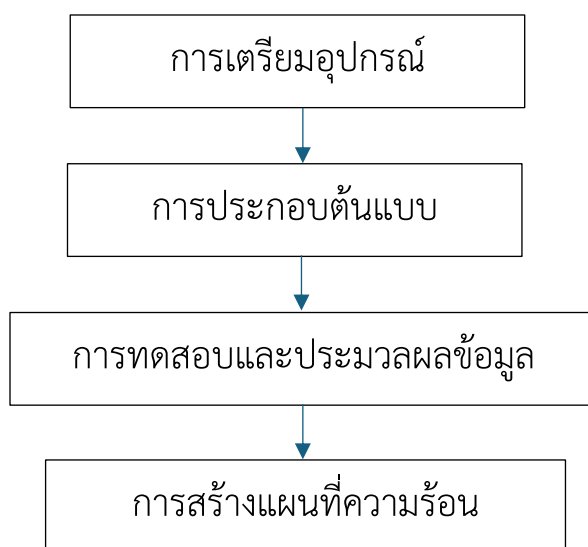 การเตรียมอุปกรณ์
การประกอบต้นแบบ
การทดสอบและประมวลผลข้อมูล
การสร้างแผนที่ความร้อน